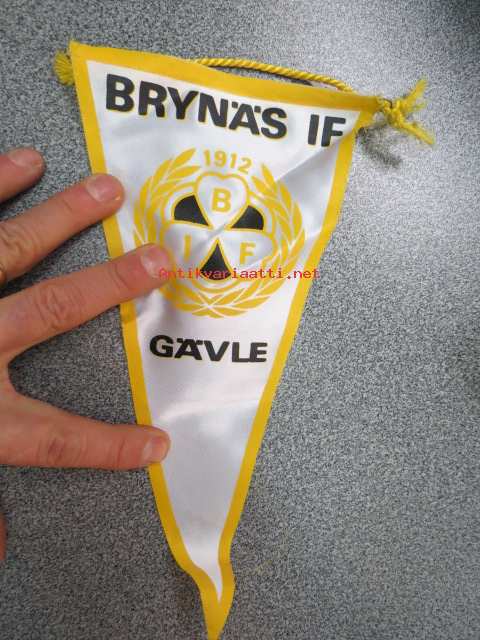 BRYNÄS IF
1912
B
I F
Antikvariaatti.net
GÄVLE